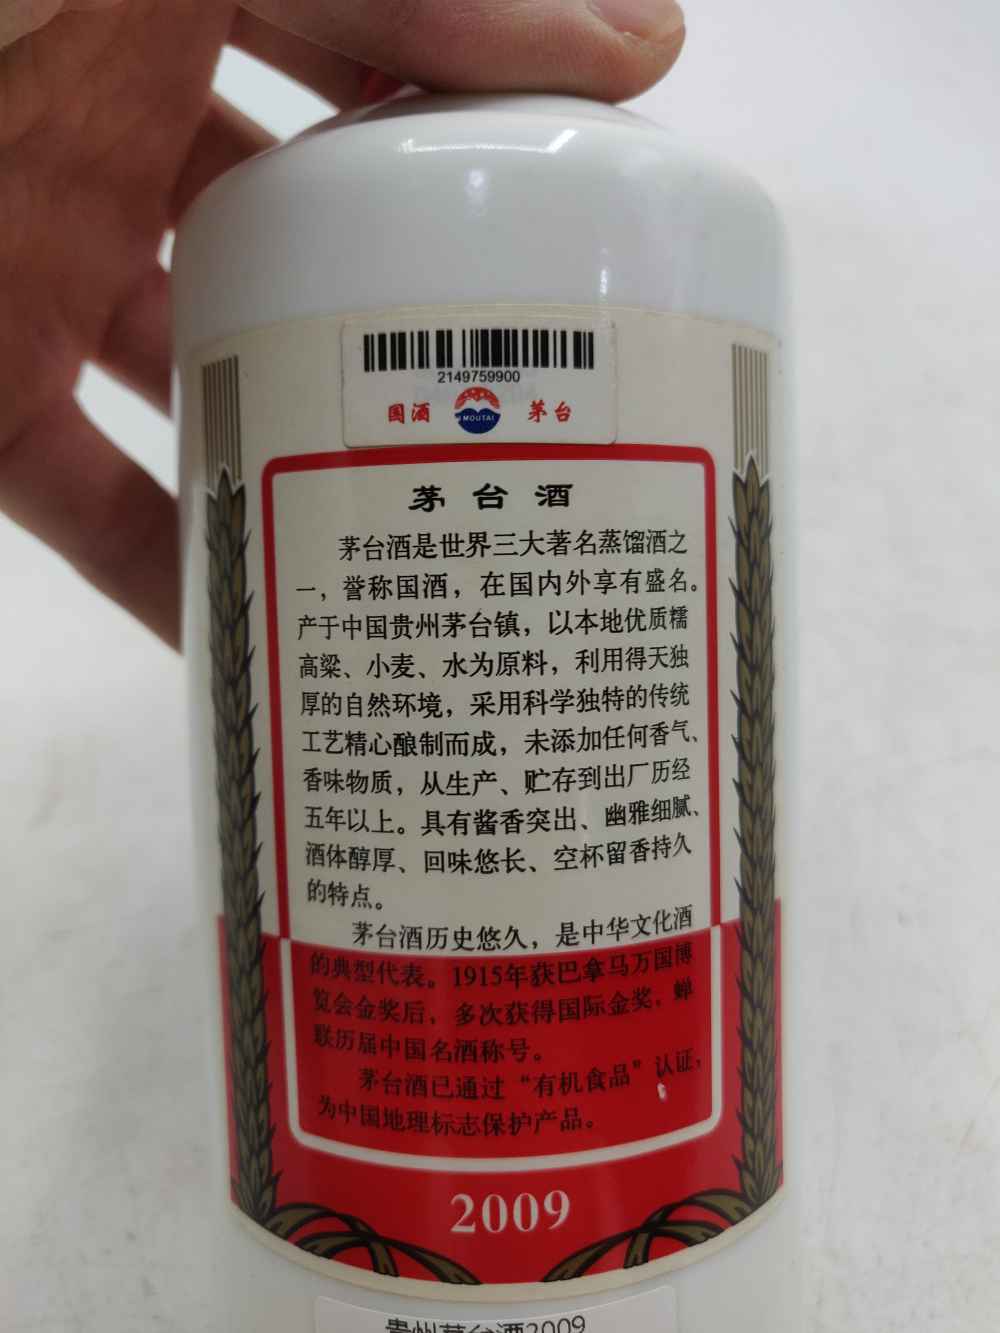 2149759900
国酒 MOUTAI 茅台
茅台酒
茅台酒是世界三大著名蒸馏酒之
一，誉称国酒，在国内外享有盛名。
产于中国贵州茅台镇，以本地优质糯
高粱、小麦、水为原料，利用得天独
厚的自然环境，采用科学独特的传统
工艺精心酿制而成，未添加任何香气、
香味物质，从生产、贮存到出厂历经
五年以上。具有酱香突出、幽雅细腻、
酒体醇厚、回味悠长、空杯留香持久
的特点。
茅台酒历史悠久，是中华文化酒
的典型代表。1915年获巴拿马万国博
览会金奖后，多次获得国际金奖，蝉
联历届中国名酒称号。
茅台酒已通过“有机食品”认证，
为中国地理标志保护产品。
2009
贵州茅台酒2009